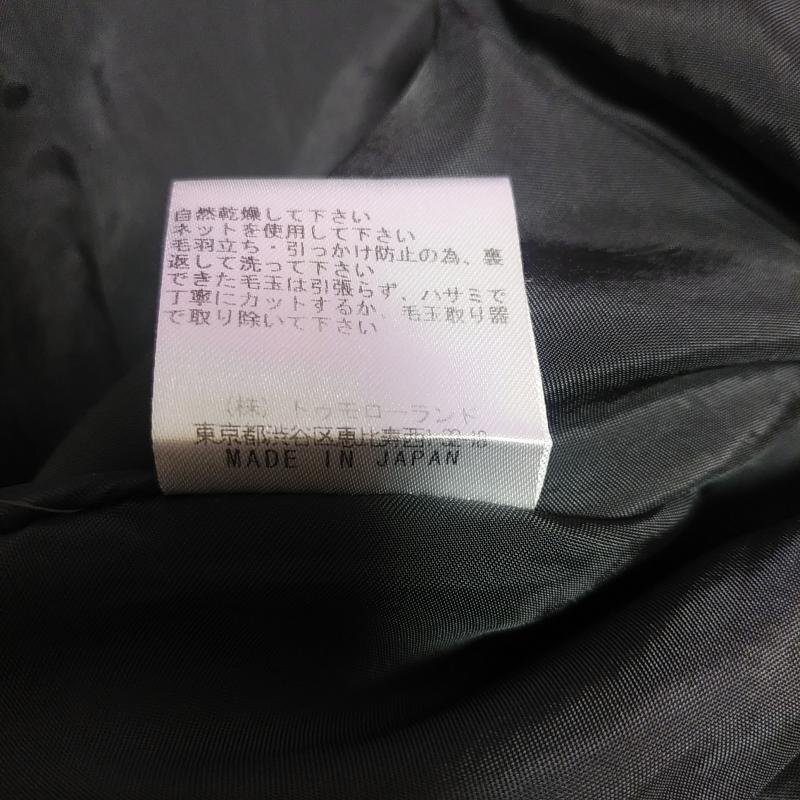 自然乾燥して下さい
ネットを使用して下さい
毛羽立ち・引っかけ防止の為、裏
返して洗って下さい
できた毛玉は引張らず、ハサミで
丁寧にカットするか、毛玉取り器
で取り除いて下さい
(株)トゥモローランド
東京都渋谷区恵比寿西
MADE IN JAPAN